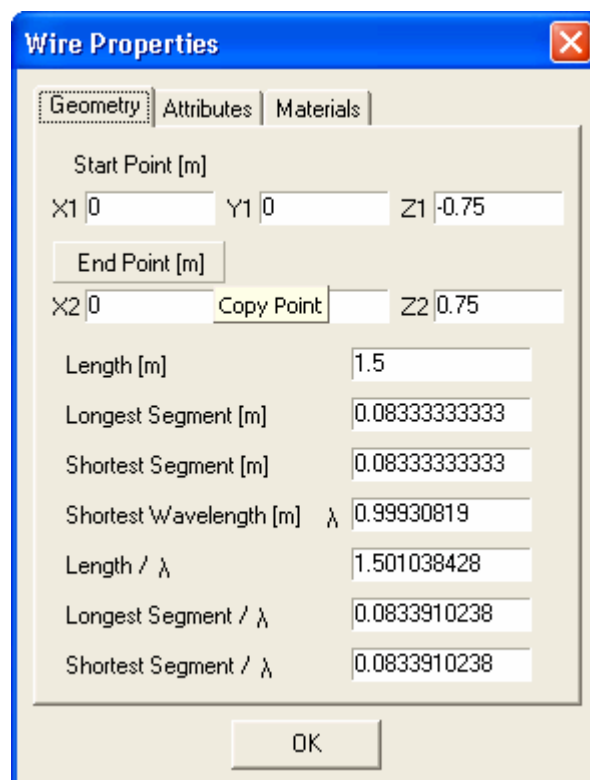 Wire Properties
Geometry Attributes Materials
Start Point [m]
X1 0 Y1 0 Z1 -0.75
End Point [m]
X2 0 Copy Point Z2 0.75
Length [m] 1.5
Longest Segment [m] 0.08333333333
Shortest Segment [m] 0.08333333333
Shortest Wavelength [m] λ 0.99930819
Length / λ 1.501038428
Longest Segment / λ 0.0833910238
Shortest Segment / λ 0.0833910238
OK